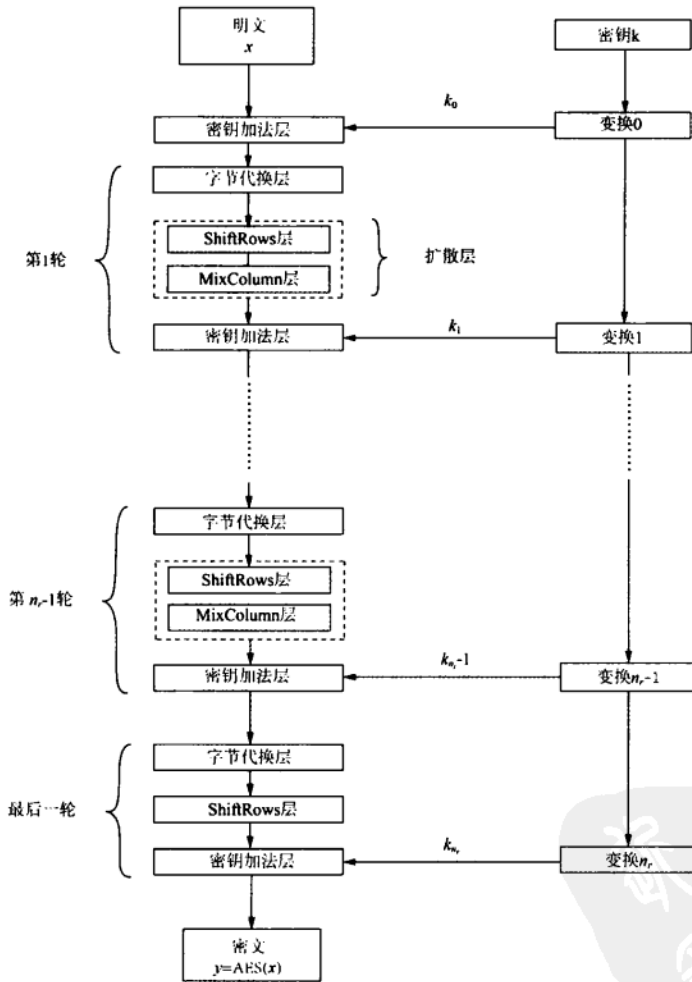 明文
x
密钥k
k₀
密钥加法层
变换0
字节代换层
第1轮
ShiftRows层
MixColumn层
扩散层
k₁
密钥加法层
变换1
字节代换层
第 nᵣ-1轮
ShiftRows层
MixColumn层
kₙᵣ-1
密钥加法层
变换nᵣ-1
字节代换层
最后一轮
ShiftRows层
kₙᵣ
密钥加法层
变换nᵣ
密文
y=AES(x)